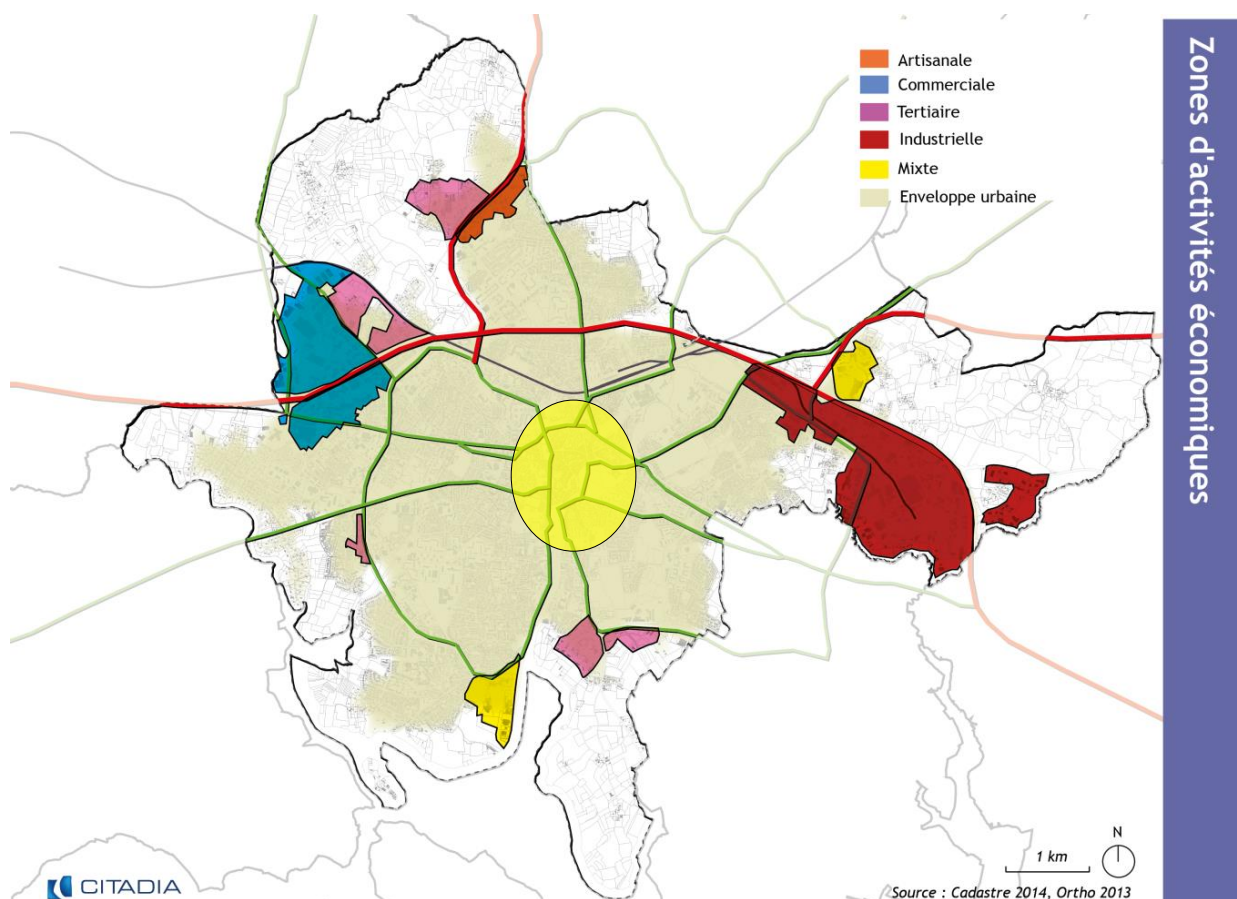 Zones d'activités économiques
Artisanale
Commerciale
Tertiaire
Industrielle
Mixte
Enveloppe urbaine
N
1 km
CITADIA
Source : Cadastre 2014, Ortho 2013